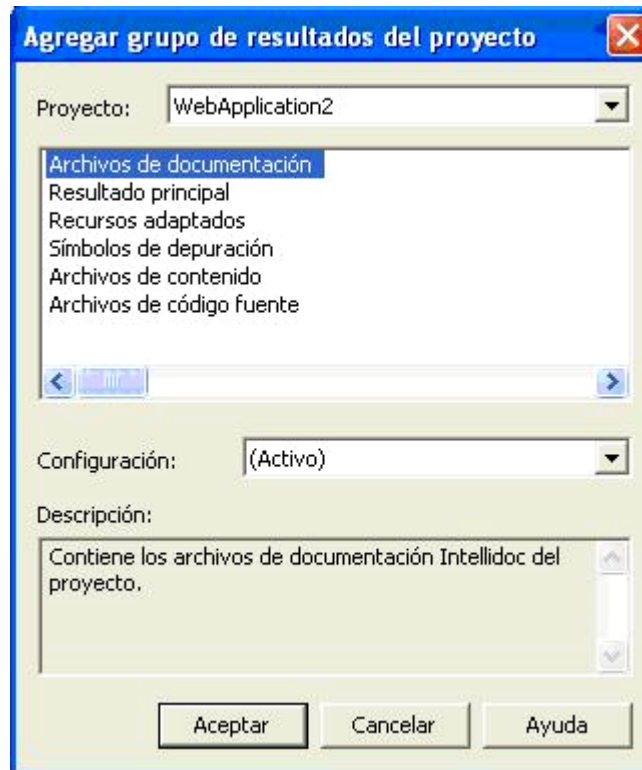 Agregar grupo de resultados del proyecto
Proyecto: WebApplication2
Archivos de documentación
Resultado principal
Recursos adaptados
Símbolos de depuración
Archivos de contenido
Archivos de código fuente
Configuración: (Activo)
Descripción:
Contiene los archivos de documentación Intellidoc del
proyecto.
Aceptar Cancelar Ayuda